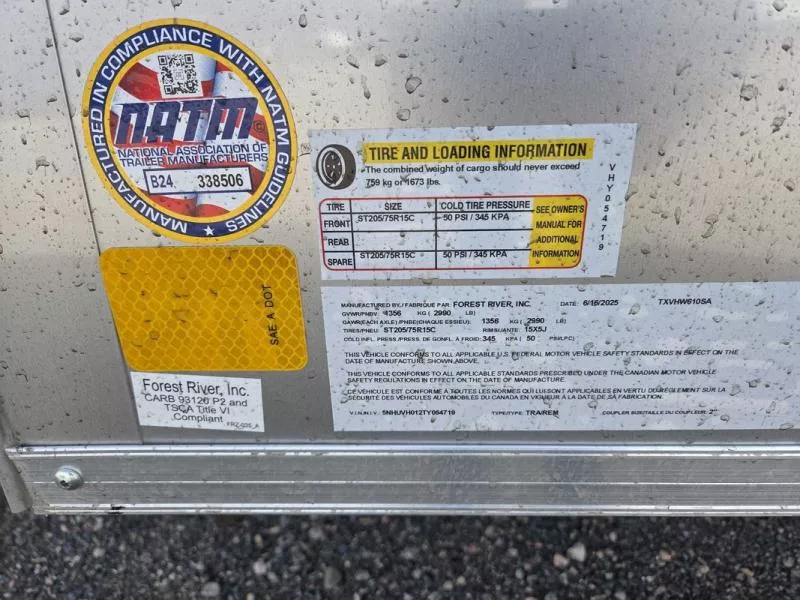 MANUFACTURED IN COMPLIANCE WITH NATM GUIDELINES
MANUFACTURED
NATM
NATIONAL ASSOCIATION OF
TRAILER MANUFACTURERS
B24 338506
TIRE AND LOADING INFORMATION
The combined weight of cargo should never exceed
759 kg or 1673 lbs.
TIRE SIZE COLD TIRE PRESSURE
FRONT ST205/75R15C 50 PSI / 345 KPA
REAR
SPARE ST205/75R15C 50 PSI / 345 KPA
SEE OWNER'S
MANUAL FOR
ADDITIONAL
INFORMATION
VHY054719
SAE A DOT
Forest River, Inc.
CARB 93120 P2 and
TSCA Title VI
Compliant
FRZ-025_A
MANUFACTURED BY./ FABRIQUE PAR: FOREST RIVER, INC. DATE: 6/16/2025 TXVHW610SA
GVWR/PNBV: 1356 KG ( 2990 LB)
GAWR(EACH AXLE) /PNBE(CHAQUE ESSIEU): 1356 KG ( 2990 LB)
TIRES/PNEU: ST205/75R15C RIMS/JANTE: 15X5J
COLD INFL. PRESS./PRESS. DE GONFL. À FROID: 345 KPA ( 50 PSI/LPC)
THIS VEHICLE CONFORMS TO ALL APPLICABLE U.S. FEDERAL MOTOR VEHICLE SAFETY STANDARDS IN EFFECT ON THE
DATE OF MANUFACTURE SHOWN ABOVE.
THIS VEHICLE CONFORMS TO ALL APPLICABLE STANDARDS PRESCRIBED UNDER THE CANADIAN MOTOR VEHICLE
SAFETY REGULATIONS IN EFFECT ON THE DATE OF MANUFACTURE.
CE VÉHICULE EST CONFORME À TOUTES LES NORMES QUI LUI SONT APPLICABLES EN VERTU DU RÈGLEMENT SUR LA
SÉCURITÉ DES VÉHICULES AUTOMOBILES DU CANADA EN VIGUEUR À LA DATE DE SA FABRICATION.
V.I.N./N.I.V.: 5NHUVH012TY054719 TYPE/TYPE: TRA/REM COUPLER SIZE/TAILLE DU COUPLEUR: 2"